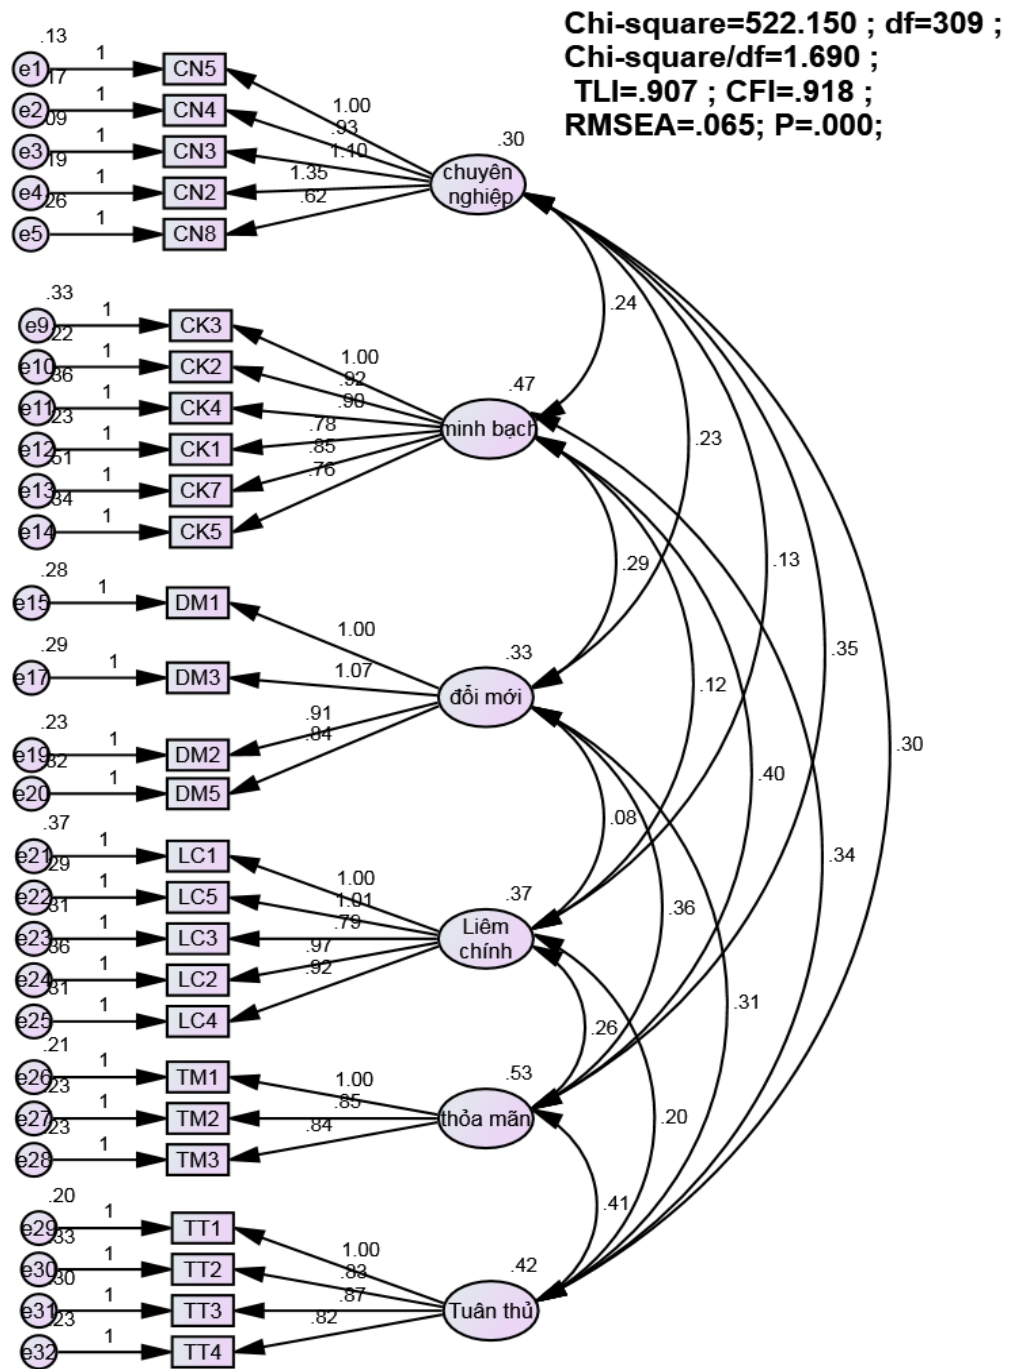 Chi-square=522.150 ; df=309 ;
Chi-square/df=1.690 ;
TLI=.907 ; CFI=.918 ;
RMSEA=.065; P=.000;
.13
e1 1 CN5
.17
e2 1 CN4
.09
e3 1 CN3
.19
e4 1 CN2
.26
e5 1 CN8
1.00
.93
1.10
1.35
.62
.30
chuyên
nghiệp
.33
e9 1 CK3
.22
e10 1 CK2
.36
e11 1 CK4
.23
e12 1 CK1
.51
e13 1 CK7
.34
e14 1 CK5
1.00
.92
.90
.78
.85
.76
.47
minh bạch
.28
e15 1 DM1
.29
e17 1 DM3
.23
e19 1 DM2
.32
e20 1 DM5
1.00
1.07
.91
.84
.33
đổi mới
.37
e21 1 LC1
.29
e22 1 LC5
.31
e23 1 LC3
.36
e24 1 LC2
.31
e25 1 LC4
1.00
1.01
.79
.97
.92
.37
Liêm
chính
.21
e26 1 TM1
.23
e27 1 TM2
.23
e28 1 TM3
1.00
.85
.84
.53
thỏa mãn
.20
e29 1 TT1
.33
e30 1 TT2
.30
e31 1 TT3
.23
e32 1 TT4
1.00
.83
.87
.82
.42
Tuân thủ
.24
.23
.29
.13
.35
.12
.30
.40
.08
.34
.36
.31
.26
.20
.41